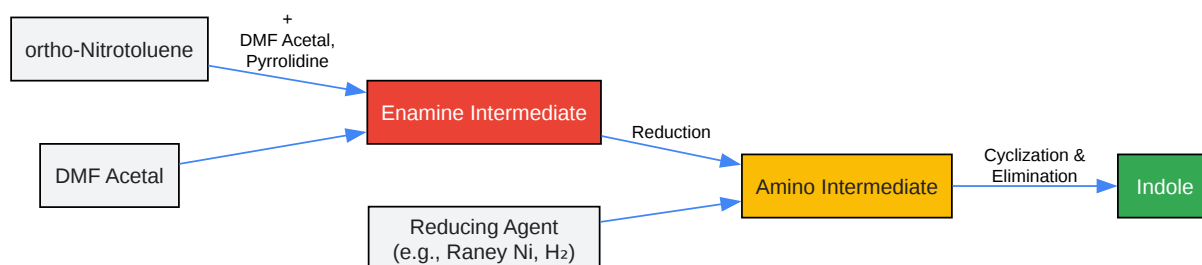 ortho-Nitrotoluene
+
DMF Acetal,
Pyrrolidine
Enamine Intermediate
DMF Acetal
Reduction
Amino Intermediate
Cyclization &
Elimination
Indole
Reducing Agent
(e.g., Raney Ni, H₂)